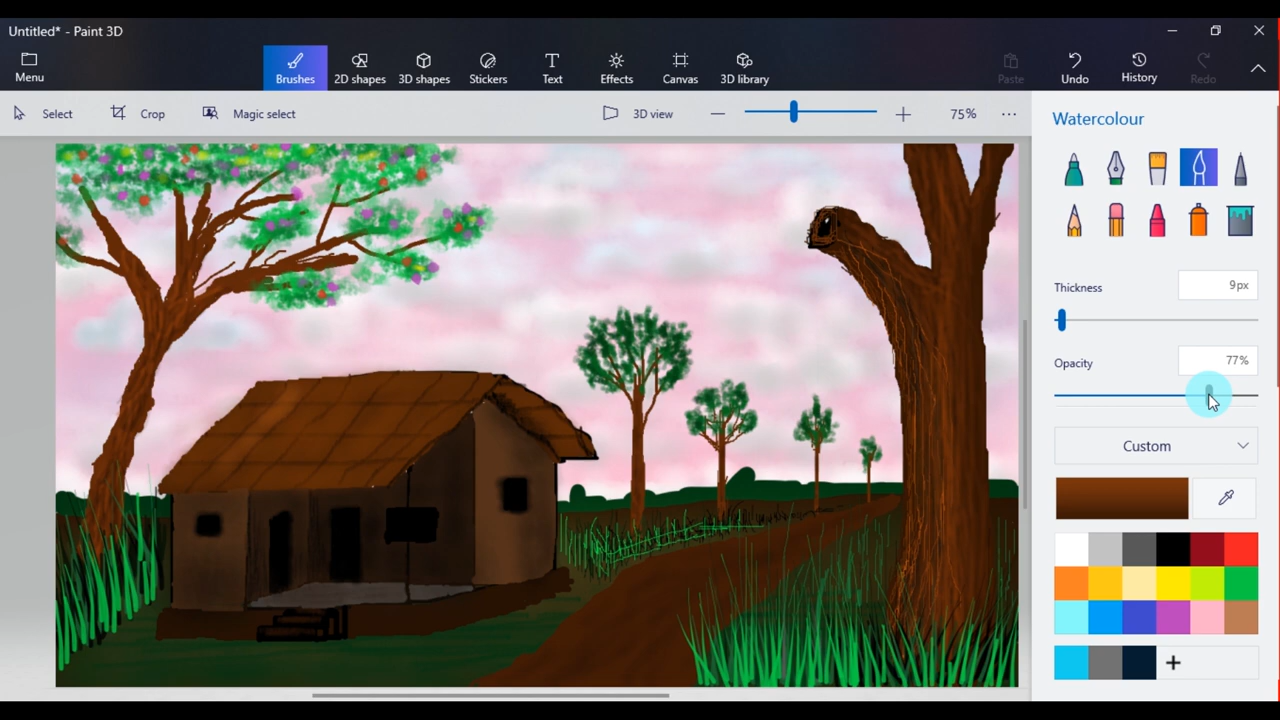 Untitled* - Paint 3D
Menu
Brushes
2D shapes
3D shapes
Stickers
Text
Effects
Canvas
3D library
Paste
Undo
History
Redo
Select
Crop
Magic select
3D view
75%
Watercolour
Thickness
9px
Opacity
77%
Custom